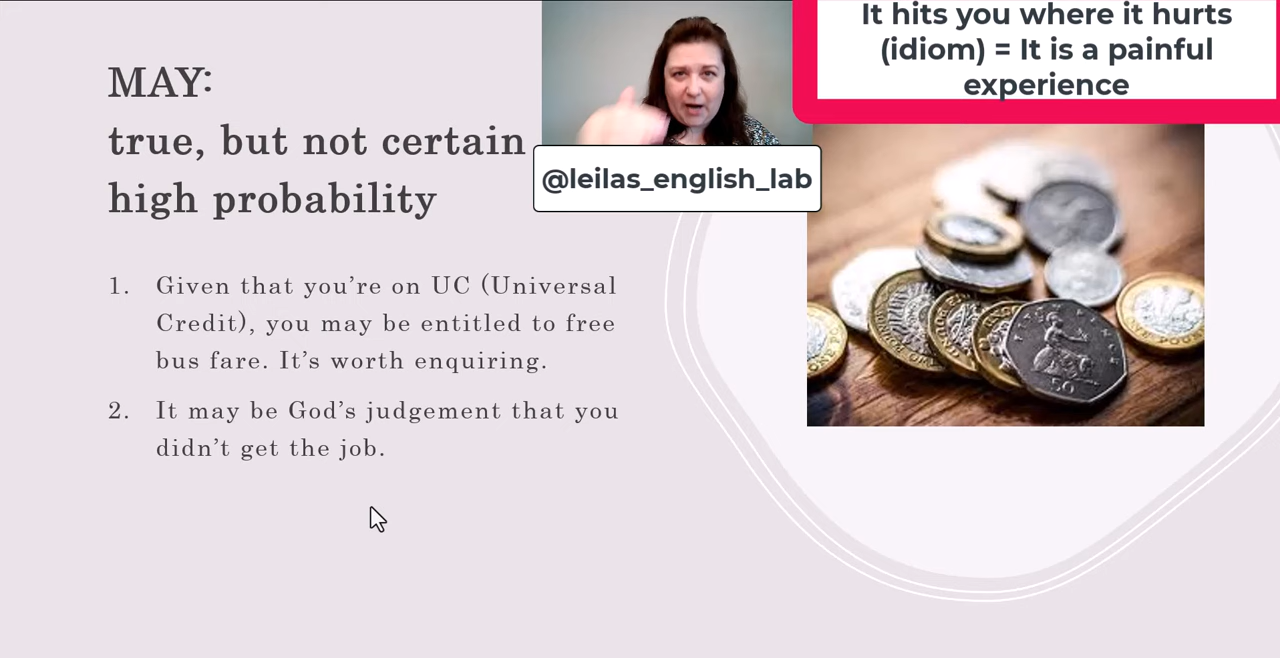 MAY:
true, but not certain
high probability
1. Given that you’re on UC (Universal
Credit), you may be entitled to free
bus fare. It’s worth enquiring.
2. It may be God’s judgement that you
didn’t get the job.
@leilas_english_lab
It hits you where it hurts
(idiom) = It is a painful
experience
50